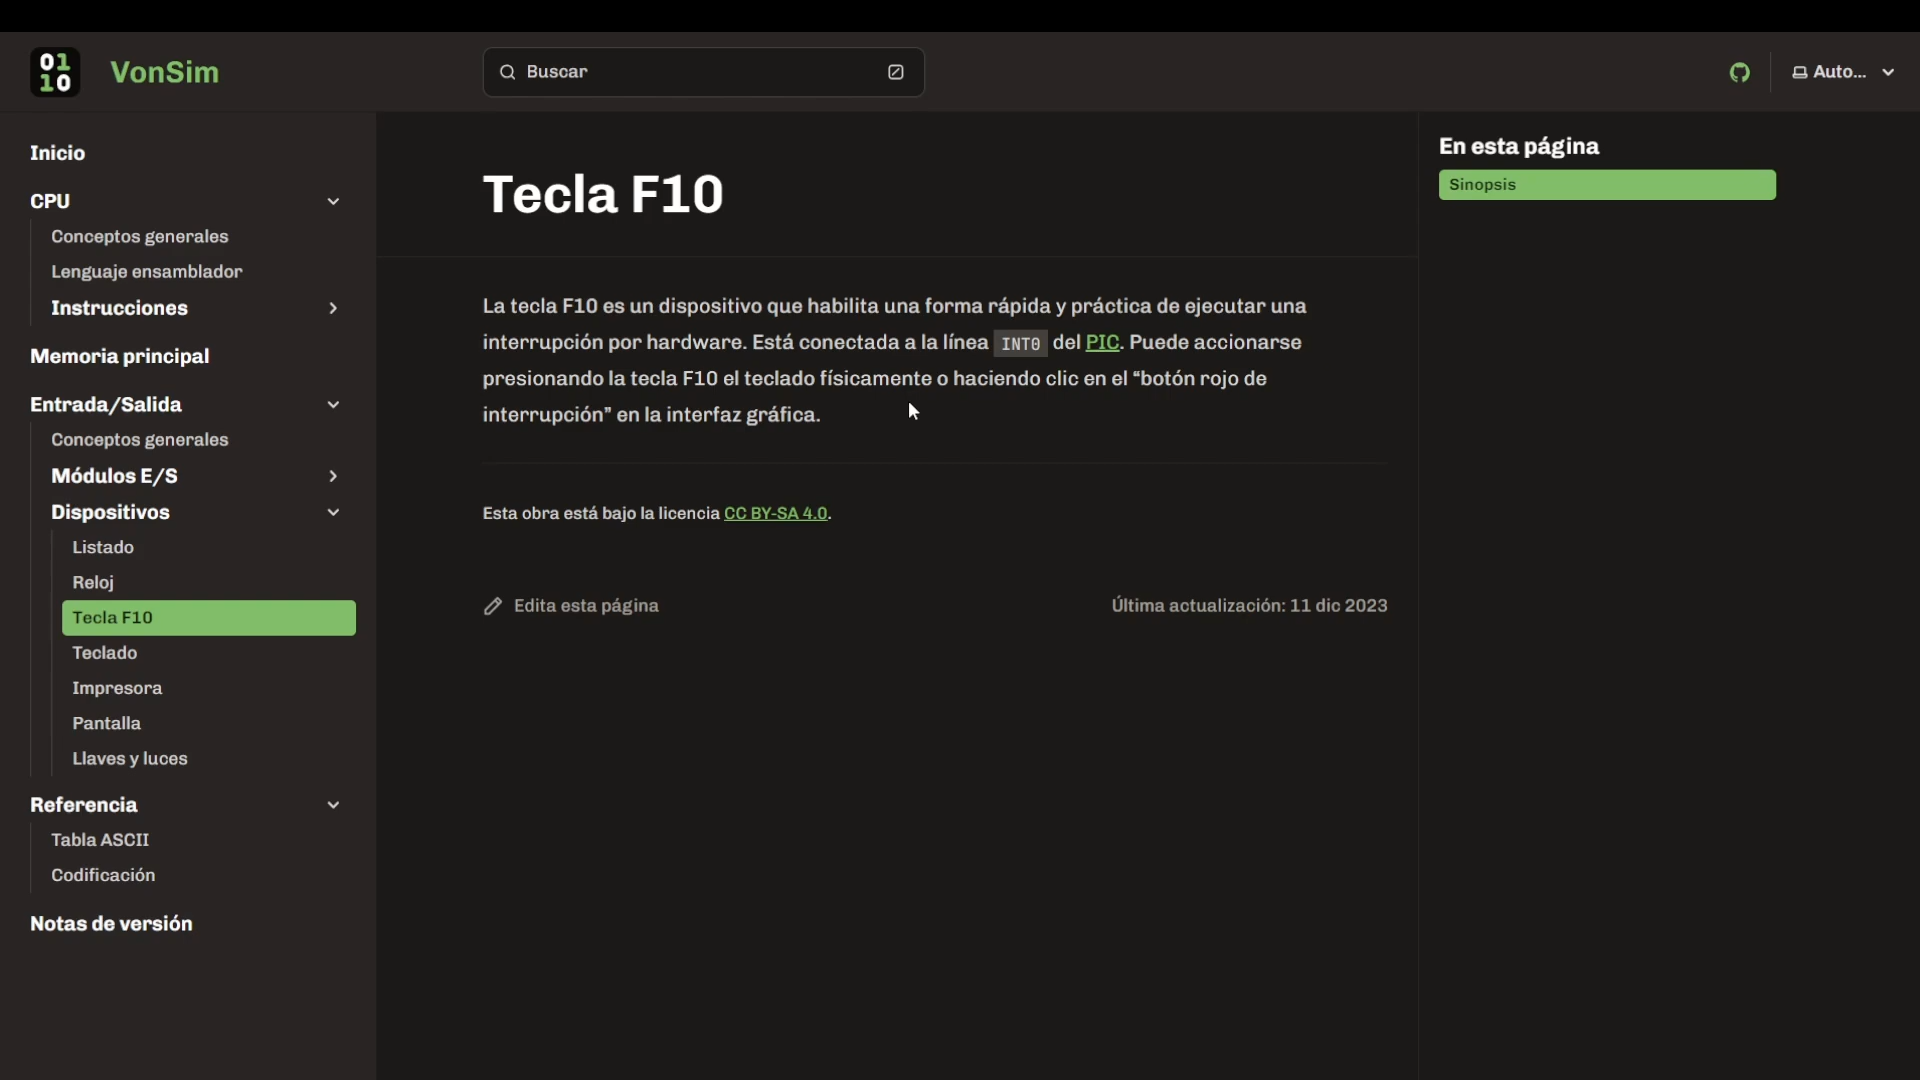 01
10
VonSim
Buscar
Auto...
Inicio
CPU
Conceptos generales
Lenguaje ensamblador
Instrucciones
Memoria principal
Entrada/Salida
Conceptos generales
Módulos E/S
Dispositivos
Listado
Reloj
Tecla F10
Teclado
Impresora
Pantalla
Llaves y luces
Referencia
Tabla ASCII
Codificación
Notas de versión
Tecla F10
La tecla F10 es un dispositivo que habilita una forma rápida y práctica de ejecutar una
interrupción por hardware. Está conectada a la línea INT0 del PIC. Puede accionarse
presionando la tecla F10 el teclado físicamente o haciendo clic en el “botón rojo de
interrupción” en la interfaz gráfica.
Esta obra está bajo la licencia CC BY-SA 4.0.
Edita esta página
Última actualización: 11 dic 2023
En esta página
Sinopsis